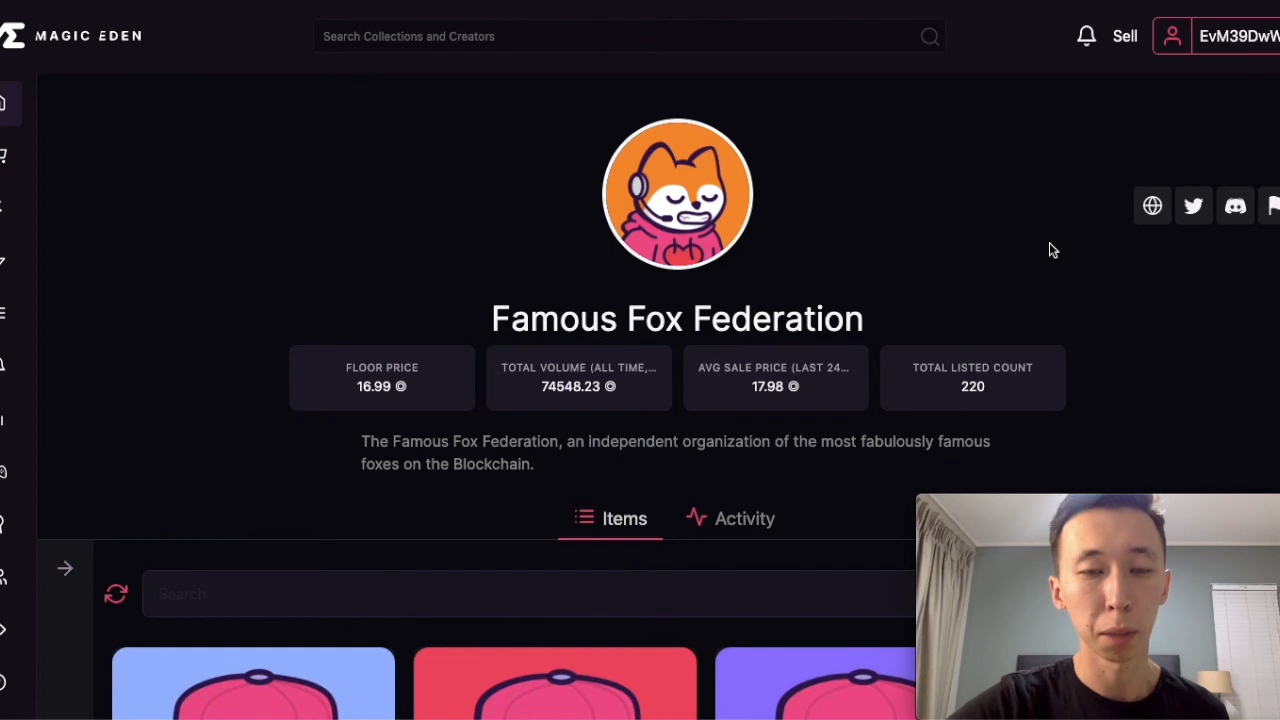 MAGIC EDEN
Search Collections and Creators
Sell
EvM39DwW
Famous Fox Federation
FLOOR PRICE
16.99
TOTAL VOLUME (ALL TIME,...
74548.23
AVG SALE PRICE (LAST 24...
17.98
TOTAL LISTED COUNT
220
The Famous Fox Federation, an independent organization of the most fabulously famous
foxes on the Blockchain.
Items
Activity
Search